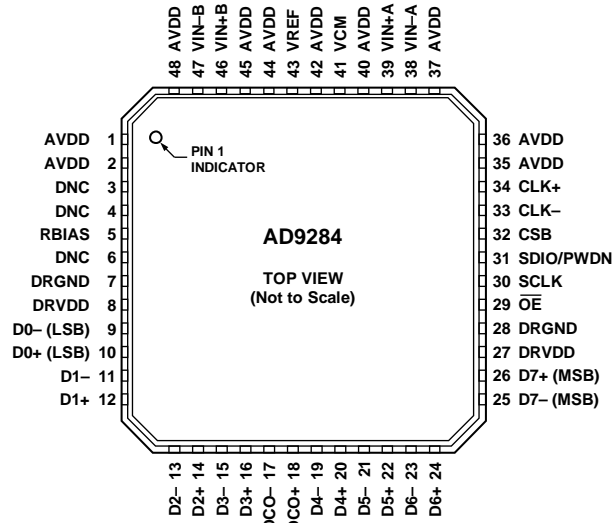 48 AVDD
47 VIN–B
46 VIN+B
45 AVDD
44 AVDD
43 VREF
42 AVDD
41 VCM
40 AVDD
39 VIN+A
38 VIN–A
37 AVDD
AVDD 1
AVDD 2
DNC 3
DNC 4
RBIAS 5
DNC 6
DRGND 7
DRVDD 8
D0– (LSB) 9
D0+ (LSB) 10
D1– 11
D1+ 12
PIN 1
INDICATOR
AD9284
TOP VIEW
(Not to Scale)
36 AVDD
35 AVDD
34 CLK+
33 CLK–
32 CSB
31 SDIO/PWDN
30 SCLK
29 OE
28 DRGND
27 DRVDD
26 D7+ (MSB)
25 D7– (MSB)
D2– 13
D2+ 14
D3– 15
D3+ 16
DCO– 17
DCO+ 18
D4– 19
D4+ 20
D5– 21
D5+ 22
D6– 23
D6+ 24